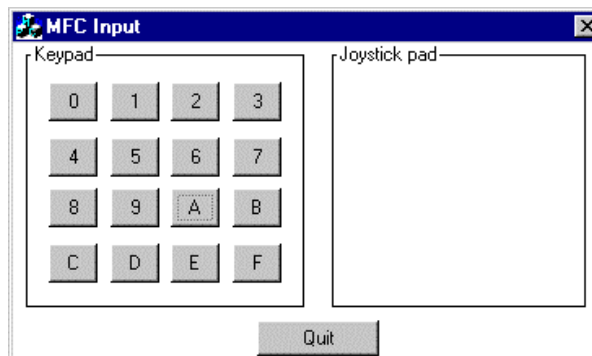 MFC Input
Keypad
Joystick pad
0 1 2 3
4 5 6 7
8 9 A B
C D E F
Quit